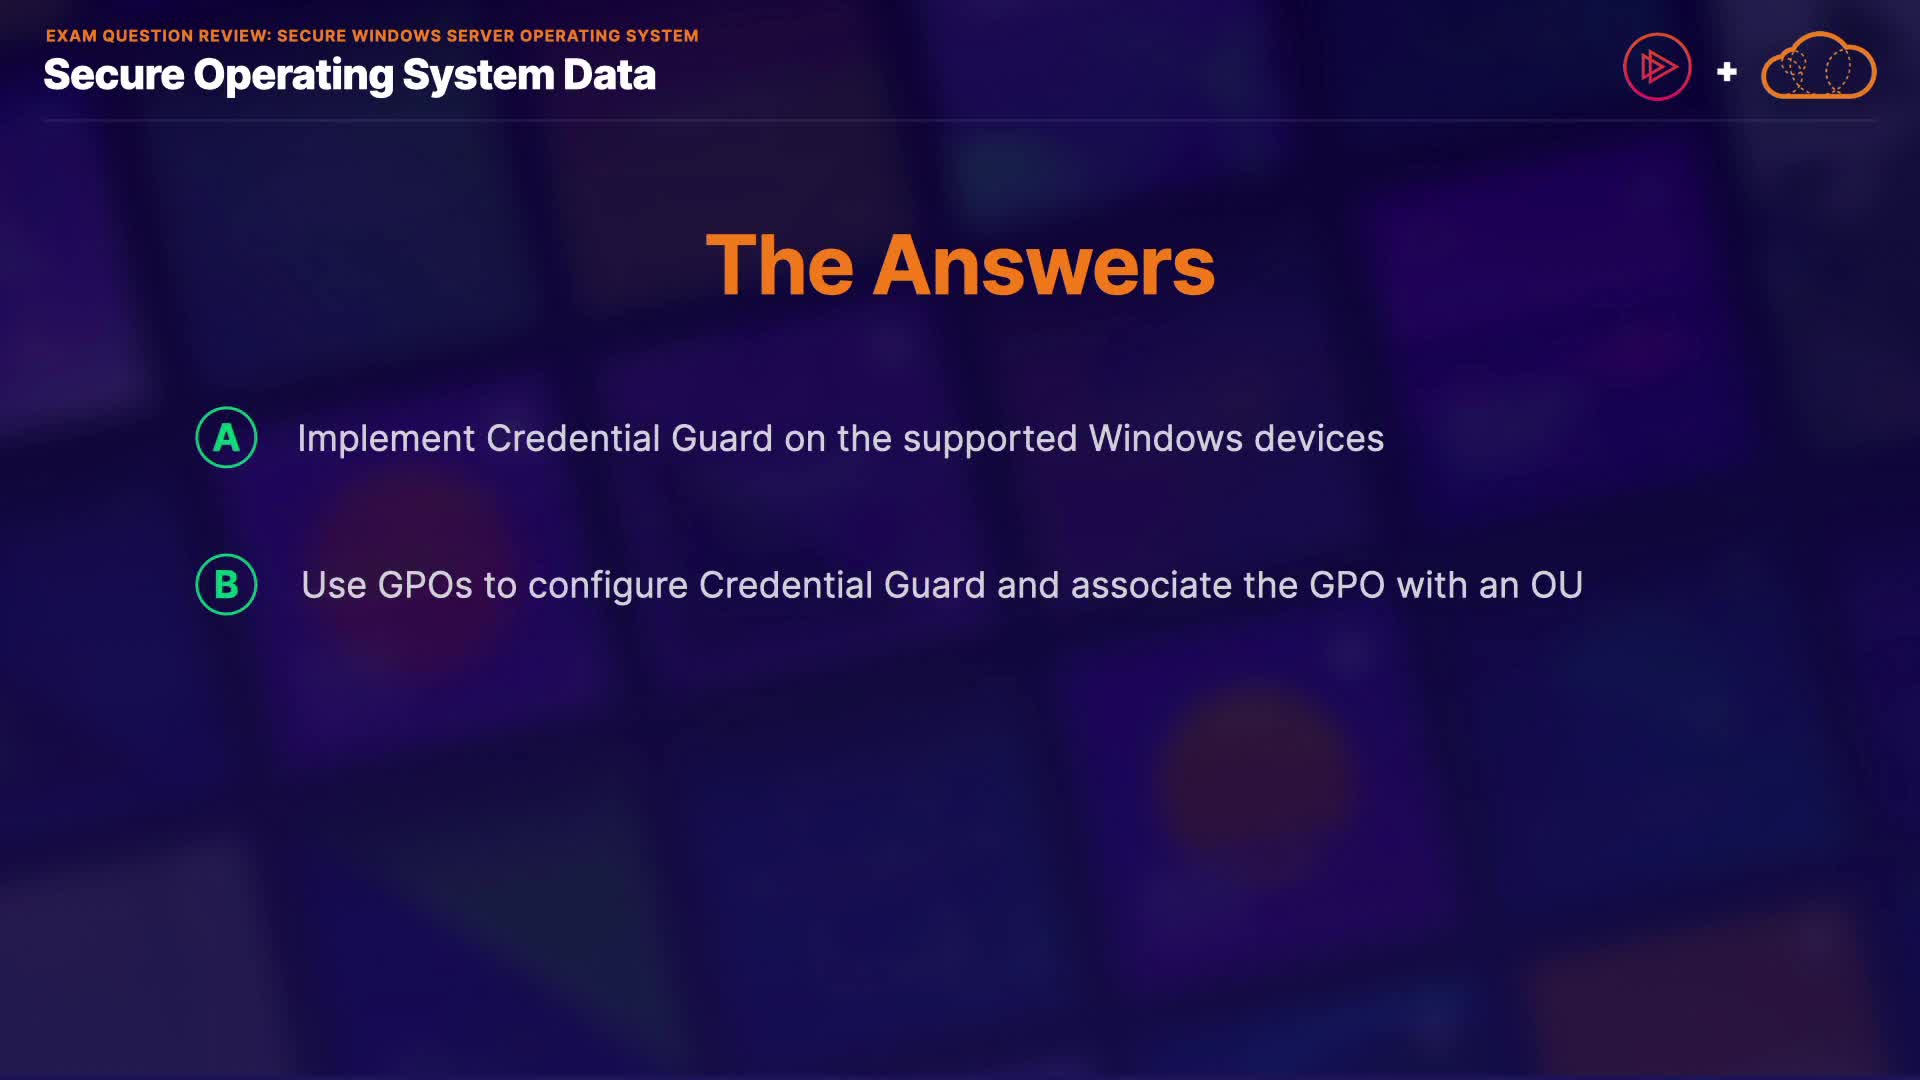 EXAM QUESTION REVIEW: SECURE WINDOWS SERVER OPERATING SYSTEM
Secure Operating System Data
+
The Answers
A Implement Credential Guard on the supported Windows devices
B Use GPOs to configure Credential Guard and associate the GPO with an OU